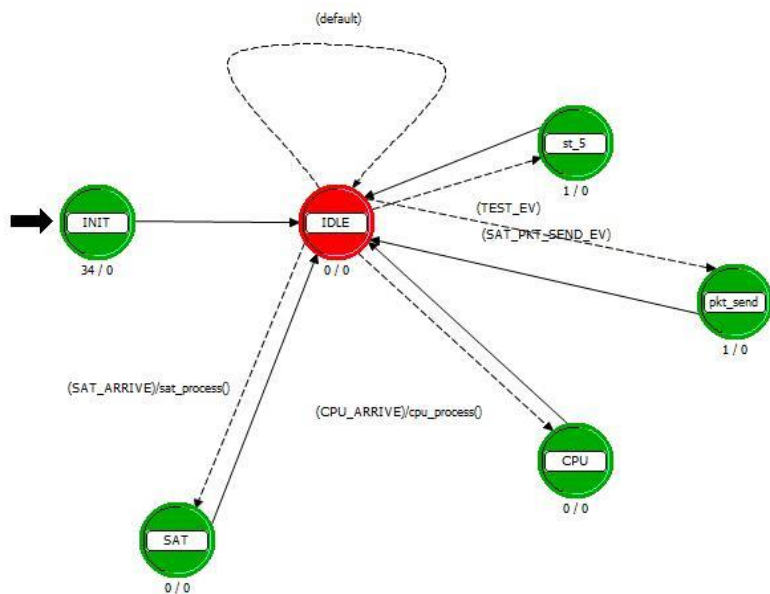 (default)
st_5
1 / 0
INIT
34 / 0
IDLE
0 / 0
(TEST_EV)
(SAT_PKT_SEND_EV)
pkt_send
1 / 0
(SAT_ARRIVE)/sat_process()
(CPU_ARRIVE)/cpu_process()
CPU
0 / 0
SAT
0 / 0